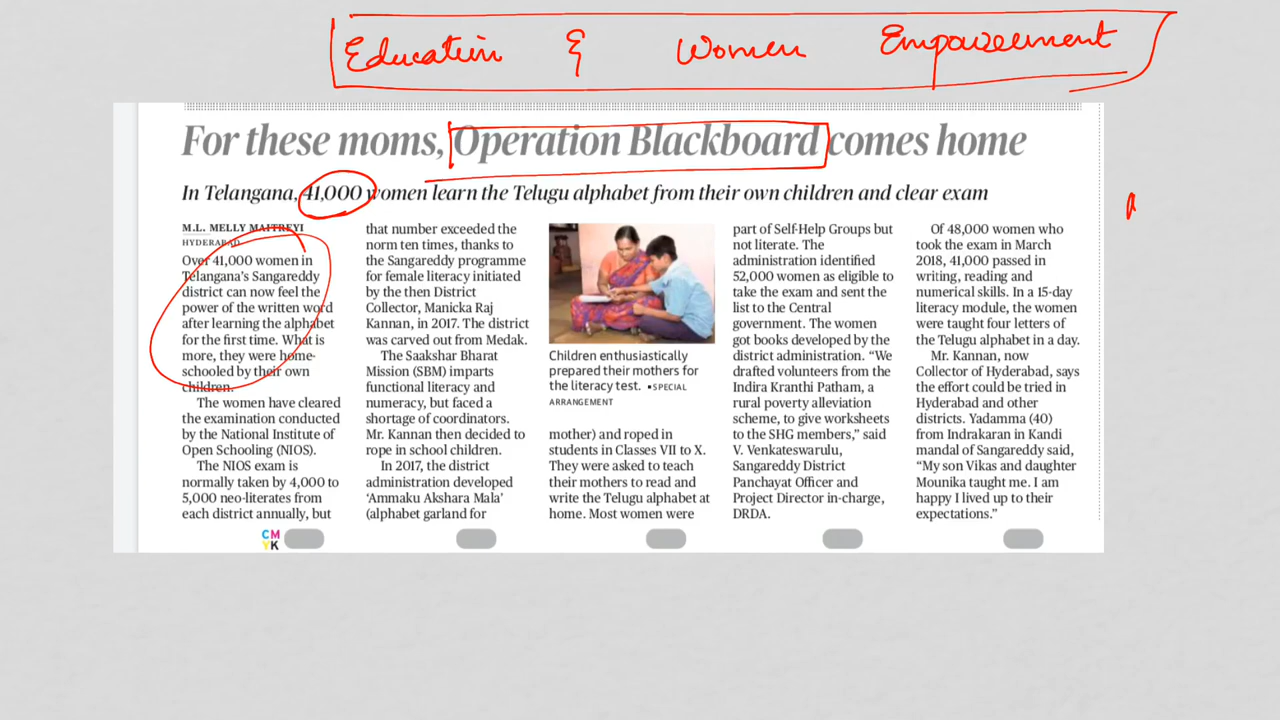 Education & Women Empowerment
For these moms, Operation Blackboard comes home
In Telangana, 41,000 women learn the Telugu alphabet from their own children and clear exam
M.L. MELLY MAITREYI
HYDERABAD
Over 41,000 women in
Telangana's Sangareddy
district can now feel the
power of the written word
after learning the alphabet
for the first time. What is
more, they were home-
schooled by their own
children.
The women have cleared
the examination conducted
by the National Institute of
Open Schooling (NIOS).
The NIOS exam is
normally taken by 4,000 to
5,000 neo-literates from
each district annually, but
that number exceeded the
norm ten times, thanks to
the Sangareddy programme
for female literacy initiated
by the then District
Collector, Manicka Raj
Kannan, in 2017. The district
was carved out from Medak.
The Saakshar Bharat
Mission (SBM) imparts
functional literacy and
numeracy, but faced a
shortage of coordinators.
Mr. Kannan then decided to
rope in school children.
In 2017, the district
administration developed
‘Ammaku Akshara Mala’
(alphabet garland for
Children enthusiastically
prepared their mothers for
the literacy test. ▪SPECIAL
ARRANGEMENT
mother) and roped in
students in Classes VII to X.
They were asked to teach
their mothers to read and
write the Telugu alphabet at
home. Most women were
part of Self-Help Groups but
not literate. The
administration identified
52,000 women as eligible to
take the exam and sent the
list to the Central
government. The women
got books developed by the
district administration. “We
drafted volunteers from the
Indira Kranthi Patham, a
rural poverty alleviation
scheme, to give worksheets
to the SHG members,” said
V. Venkateswarulu,
Sangareddy District
Panchayat Officer and
Project Director in-charge,
DRDA.
Of 48,000 women who
took the exam in March
2018, 41,000 passed in
writing, reading and
numerical skills. In a 15-day
literacy module, the women
were taught four letters of
the Telugu alphabet in a day.
Mr. Kannan, now
Collector of Hyderabad, says
the effort could be tried in
Hyderabad and other
districts. Yadamma (40)
from Indrakaran in Kandi
mandal of Sangareddy said,
“My son Vikas and daughter
Mounika taught me. I am
happy I lived up to their
expectations.”
CM
YK